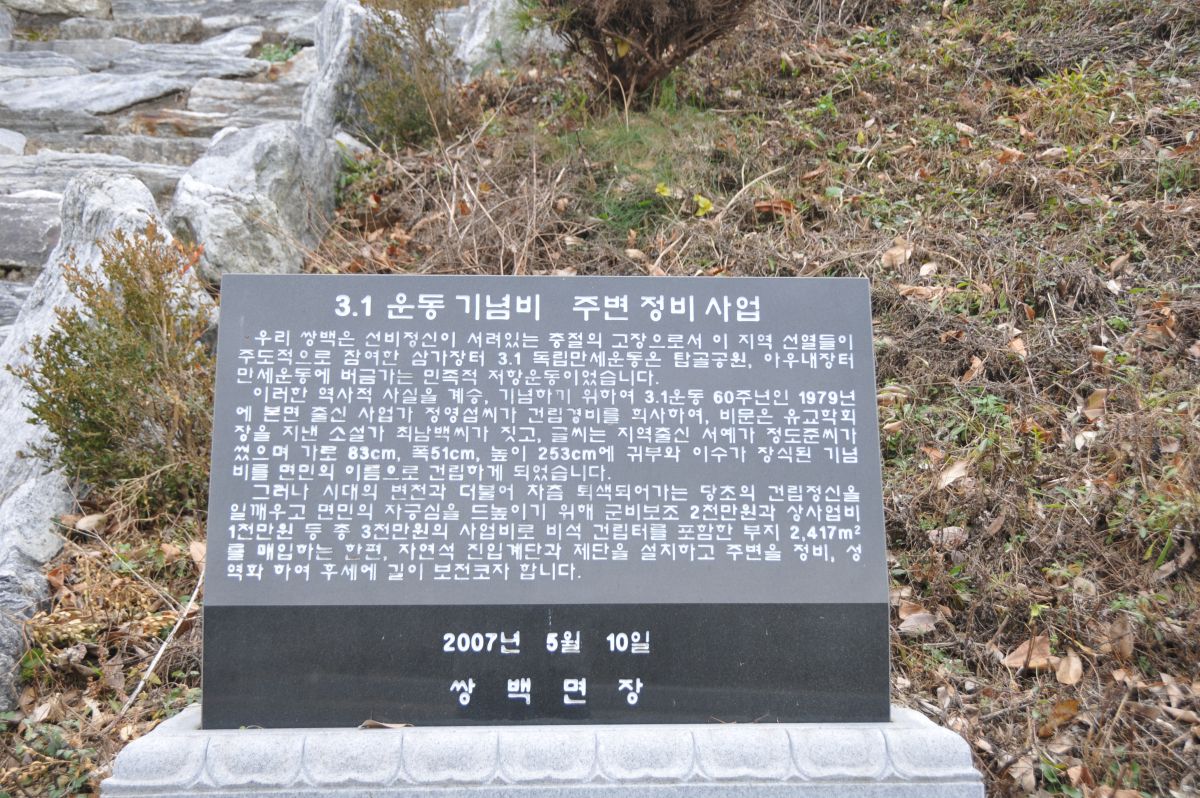 3.1 운동 기념비 주변 정비 사업
우리 쌍백은 선비정신이 서려있는 충절의 고장으로서 이 지역 선열들이
주도적으로 참여한 삼가장터 3.1 독립만세운동은 탑골공원, 아우내장터
만세운동에 버금가는 민족적 저항운동이었습니다.
이러한 역사적 사실을 계승, 기념하기 위하여 3.1운동 60주년인 1979년
에 본면 출신 사업가 정영섭씨가 건립경비를 희사하여, 비문은 유교학회
장을 지낸 소설가 최남백씨가 짓고, 글씨는 지역출신 서예가 정도준씨가
썼으며 가로 83cm, 폭51cm, 높이 253cm에 귀부와 이수가 장식된 기념
비를 면민의 이름으로 건립하게 되었습니다.
그러나 시대의 변천과 더불어 차츰 퇴색되어가는 당초의 건립정신을
일깨우고 면민의 자긍심을 드높이기 위해 군비보조 2천만원과 상사업비
1천만원 등 총 3천만원의 사업비로 비석 건립터를 포함한 부지 2,417m²
를 매입하는 한편, 자연석 진입계단과 제단을 설치하고 주변을 정비, 성
역화 하여 후세에 길이 보전코자 합니다.
2007년 5월 10일
쌍 백 면 장